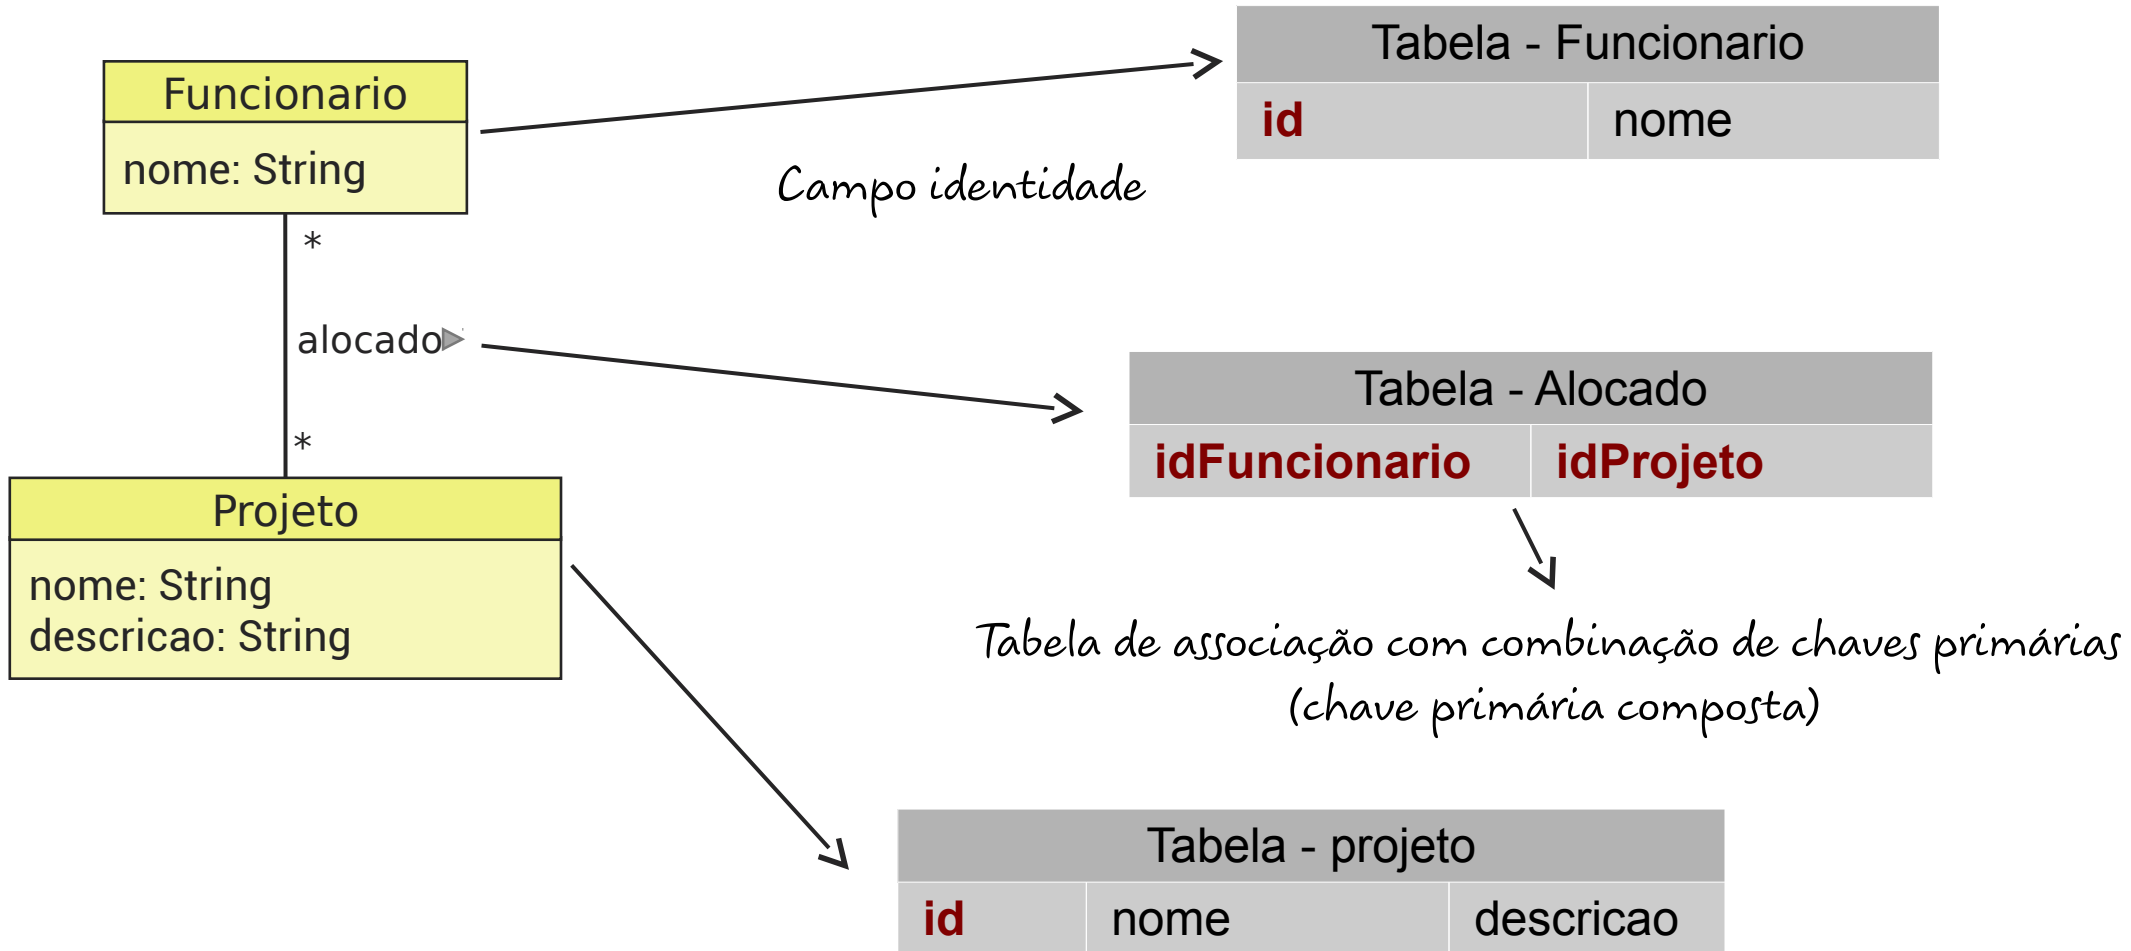 Funcionario
nome: String
*
alocado
*
Projeto
nome: String
descricao: String
Tabela - Funcionario
id nome
Campo identidade
Tabela - Alocado
idFuncionario idProjeto
Tabela de associação com combinação de chaves primárias
(chave primária composta)
Tabela - projeto
id nome descricao